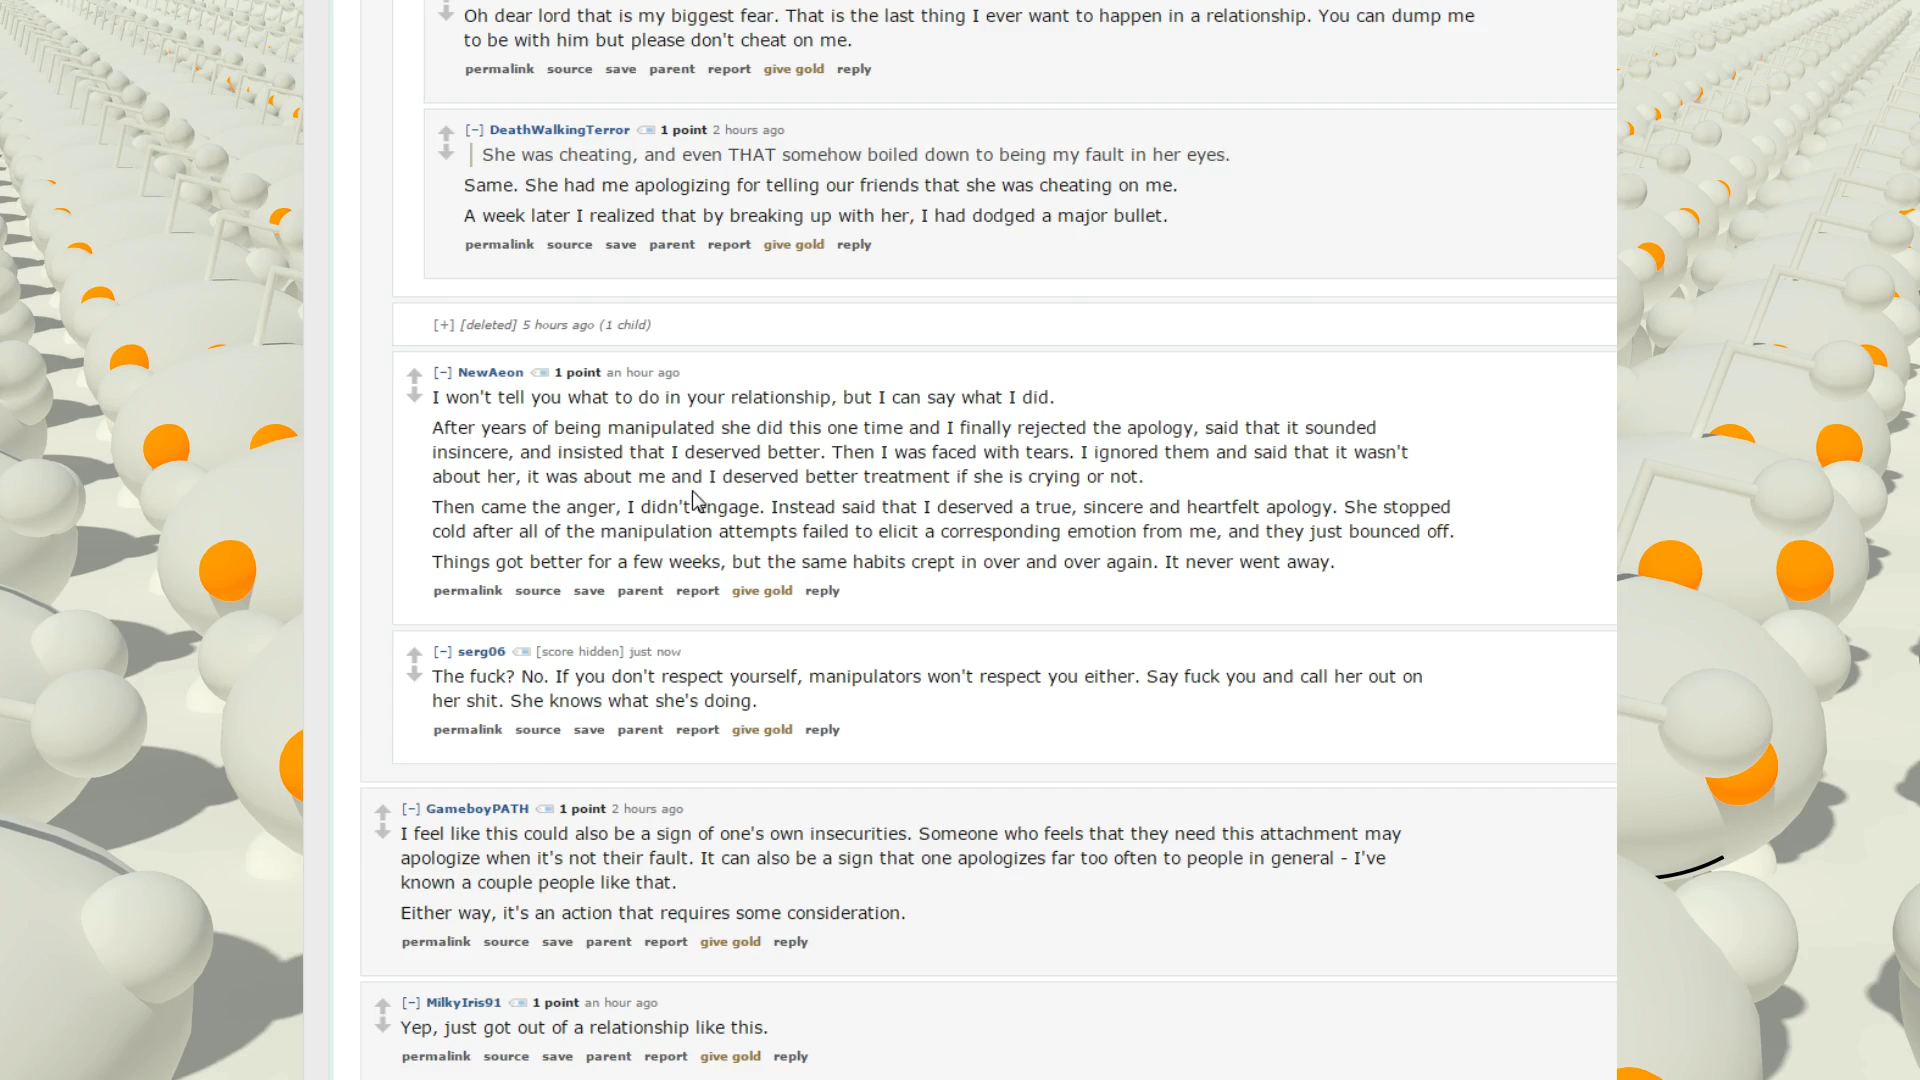 Oh dear lord that is my biggest fear. That is the last thing I ever want to happen in a relationship. You can dump me
to be with him but please don't cheat on me.
permalink source save parent report give gold reply
[-] DeathWalkingTerror 1 point 2 hours ago
She was cheating, and even THAT somehow boiled down to being my fault in her eyes.
Same. She had me apologizing for telling our friends that she was cheating on me.
A week later I realized that by breaking up with her, I had dodged a major bullet.
permalink source save parent report give gold reply
[+] [deleted] 5 hours ago (1 child)
[-] NewAeon 1 point an hour ago
I won't tell you what to do in your relationship, but I can say what I did.
After years of being manipulated she did this one time and I finally rejected the apology, said that it sounded
insincere, and insisted that I deserved better. Then I was faced with tears. I ignored them and said that it wasn't
about her, it was about me and I deserved better treatment if she is crying or not.
Then came the anger, I didn't engage. Instead said that I deserved a true, sincere and heartfelt apology. She stopped
cold after all of the manipulation attempts failed to elicit a corresponding emotion from me, and they just bounced off.
Things got better for a few weeks, but the same habits crept in over and over again. It never went away.
permalink source save parent report give gold reply
[-] serg06 [score hidden] just now
The fuck? No. If you don't respect yourself, manipulators won't respect you either. Say fuck you and call her out on
her shit. She knows what she's doing.
permalink source save parent report give gold reply
[-] GameboyPATH 1 point 2 hours ago
I feel like this could also be a sign of one's own insecurities. Someone who feels that they need this attachment may
apologize when it's not their fault. It can also be a sign that one apologizes far too often to people in general - I've
known a couple people like that.
Either way, it's an action that requires some consideration.
permalink source save parent report give gold reply
[-] MilkyIris91 1 point an hour ago
Yep, just got out of a relationship like this.
permalink source save parent report give gold reply